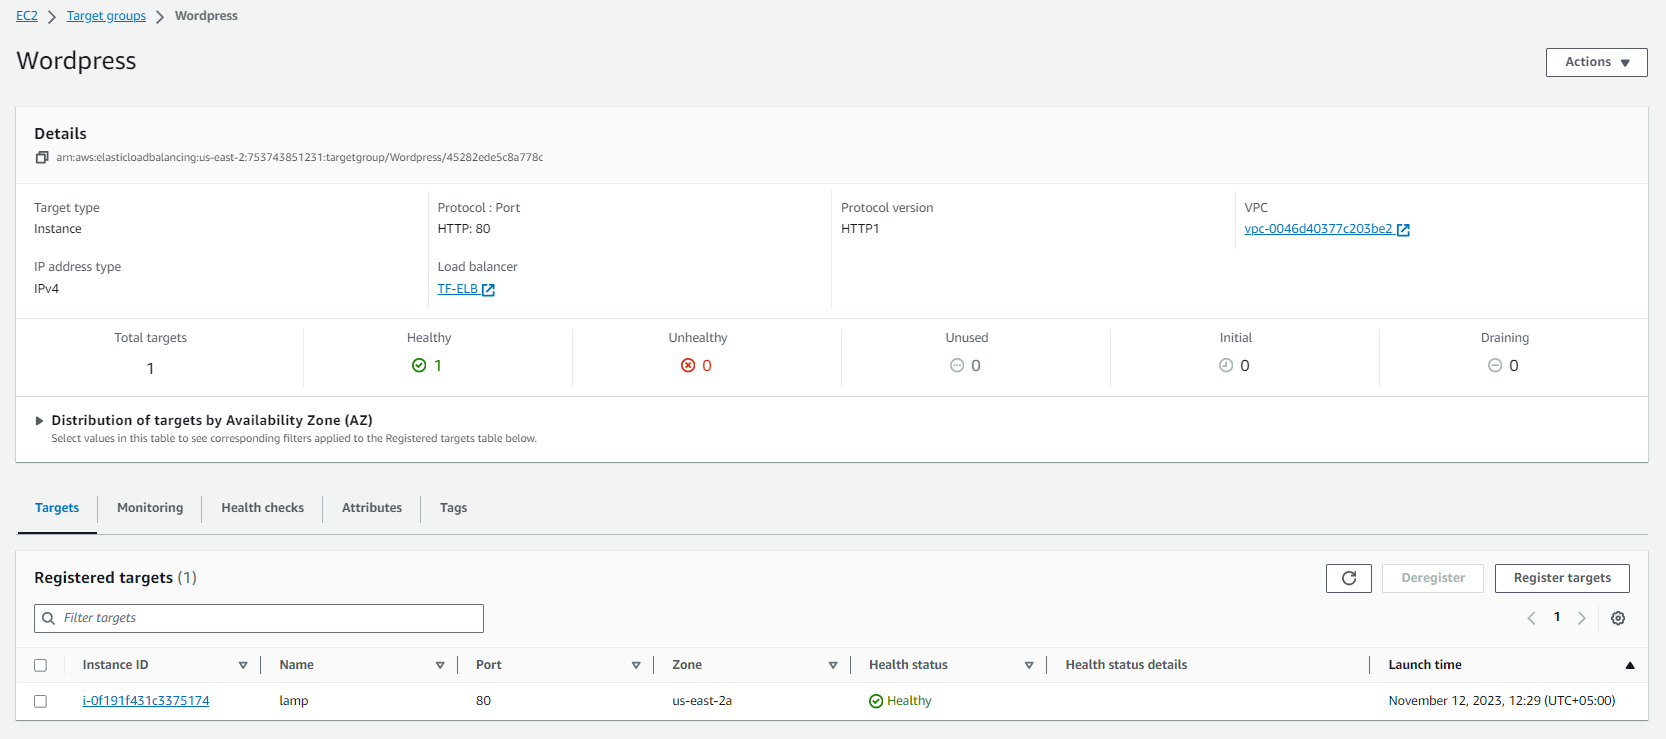 EC2 > Target groups > Wordpress
Wordpress
Actions
Details
arn:aws:elasticloadbalancing:us-east-2:753743851231:targetgroup/Wordpress/45282ede5c8a778c
Target type
Instance
Protocol : Port
HTTP: 80
Protocol version
HTTP1
VPC
vpc-0046d40377c203be2
IP address type
IPv4
Load balancer
TF-ELB
Total targets
1
Healthy
1
Unhealthy
0
Unused
0
Initial
0
Draining
0
Distribution of targets by Availability Zone (AZ)
Select values in this table to see corresponding filters applied to the Registered targets table below.
Targets Monitoring Health checks Attributes Tags
Registered targets (1)
Deregister Register targets
Filter targets
1
Instance ID Name Port Zone Health status Health status details Launch time
i-0f191f431c3375174 lamp 80 us-east-2a Healthy November 12, 2023, 12:29 (UTC+05:00)